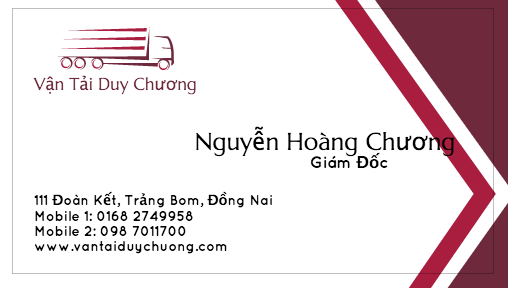 Vận Tải Duy Chương
Nguyễn Hoàng Chương
Giám Đốc
111 Đoàn Kết, Trảng Bom, Đồng Nai
Mobile 1: 0168 2749958
Mobile 2: 098 7011700
www.vantaiduychuong.com